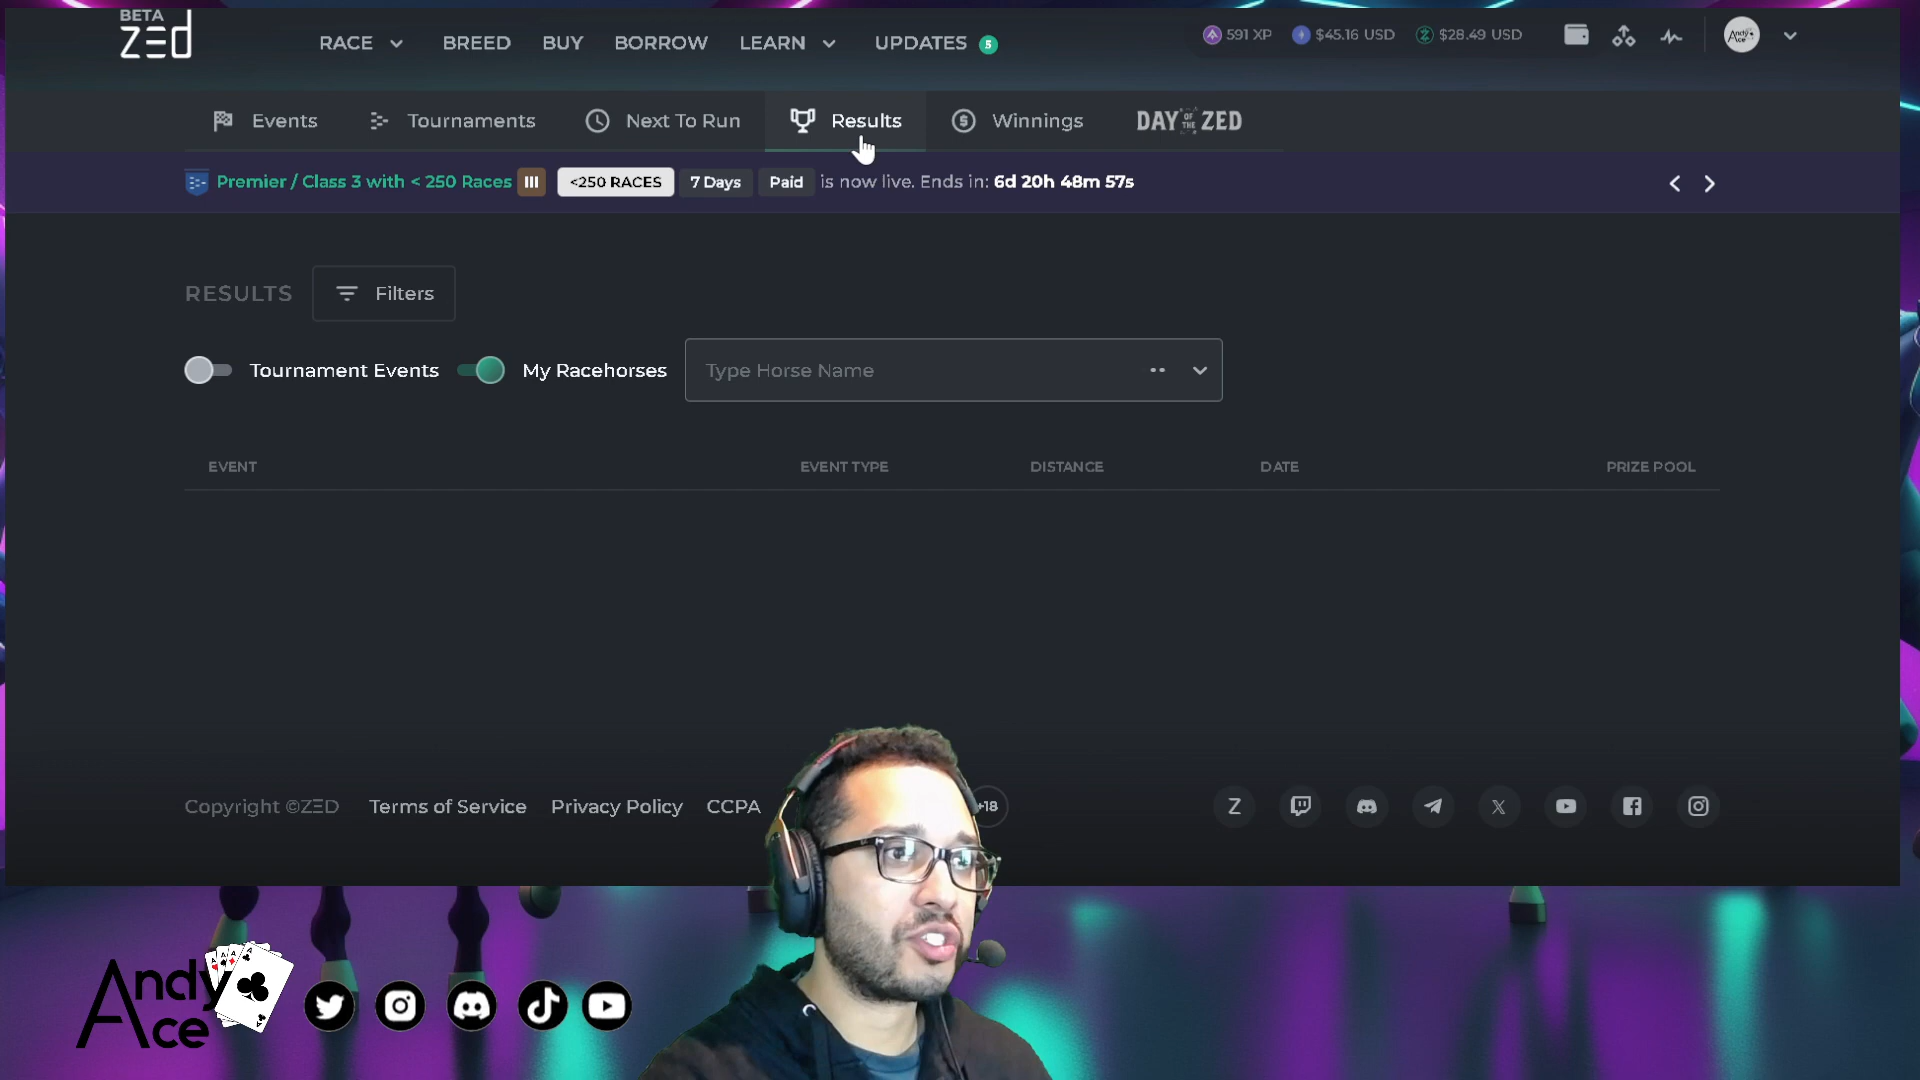 BETA
ZED
RACE BREED BUY BORROW LEARN UPDATES 5
591 XP $45.16 USD $28.49 USD
Andy Ace
Events Tournaments Next To Run Results Winnings DAY OF THE ZED
Premier / Class 3 with < 250 Races III <250 RACES 7 Days Paid is now live. Ends in: 6d 20h 48m 57s
RESULTS Filters
Tournament Events My Racehorses Type Horse Name
EVENT EVENT TYPE DISTANCE DATE PRIZE POOL
Copyright ©ZED Terms of Service Privacy Policy CCPA +18
Andy
Ace